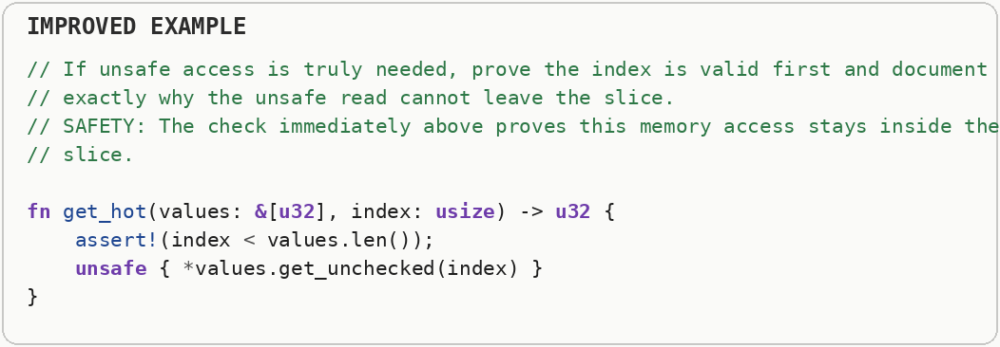 IMPROVED EXAMPLE
// If unsafe access is truly needed, prove the index is valid first and document
// exactly why the unsafe read cannot leave the slice.
// SAFETY: The check immediately above proves this memory access stays inside the
// slice.
fn get_hot(values: &[u32], index: usize) -> u32 {
    assert!(index < values.len());
    unsafe { *values.get_unchecked(index) }
}